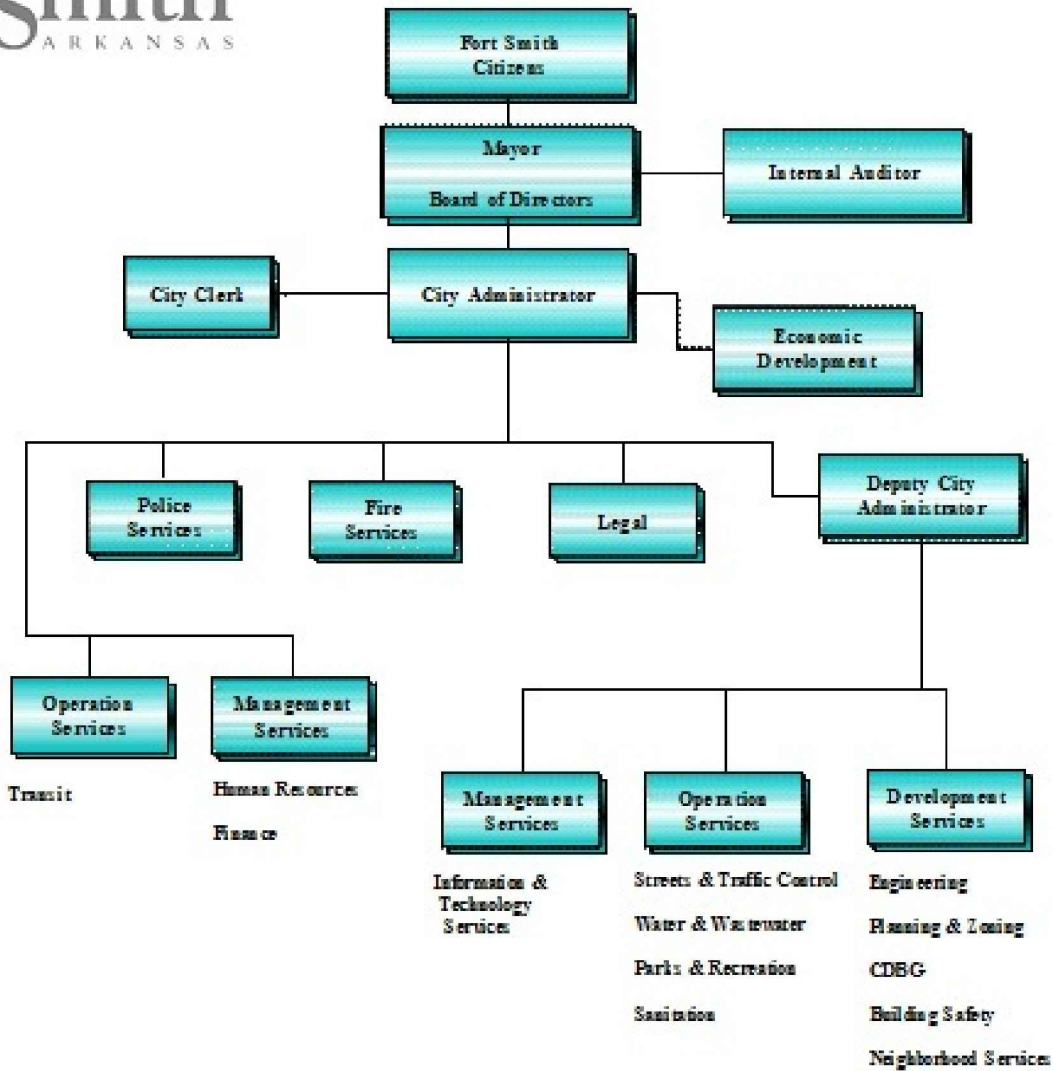 Smith
ARKANSAS
Fort Smith
Citizens
Mayor
Board of Directors
Internal Auditor
City Clerk
City Administrator
Economic
Development
Police
Services
Fire
Services
Legal
Deputy City
Administrator
Operation
Services
Transit
Management
Services
Human Resources
Finance
Management
Services
Information &
Technology
Services
Operation
Services
Streets & Traffic Control
Water & Wastewater
Parks & Recreation
Sanitation
Development
Services
Engineering
Planning & Zoning
CDBG
Building Safety
Neighborhood Services